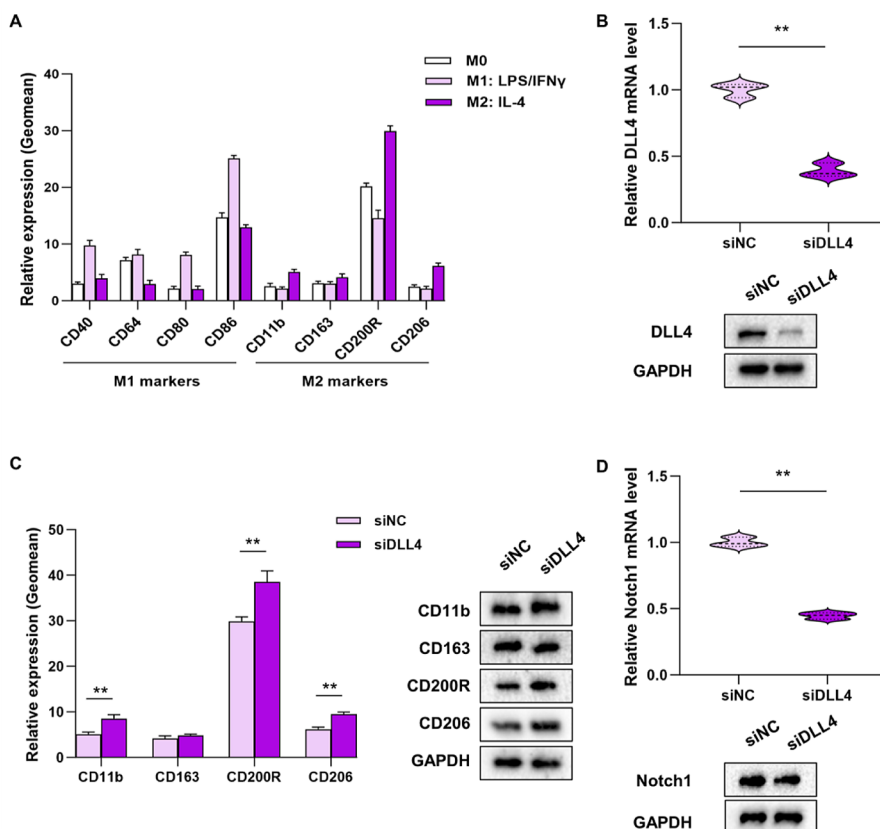 A
M0
M1: LPS/IFNγ
M2: IL-4
Relative expression (Geomean)
40
30
20
10
0
CD40
CD64
CD80
CD86
CD11b
CD163
CD200R
CD206
M1 markers
M2 markers
B
Relative DLL4 mRNA level
1.5
1.0
0.5
0.0
**
siNC
siDLL4
siNC
siDLL4
DLL4
GAPDH
C
siNC
siDLL4
Relative expression (Geomean)
50
40
30
20
10
0
**
**
**
CD11b
CD163
CD200R
CD206
siNC
siDLL4
CD11b
CD163
CD200R
CD206
GAPDH
D
Relative Notch1 mRNA level
1.5
1.0
0.5
0.0
**
siNC
siDLL4
siNC
siDLL4
Notch1
GAPDH